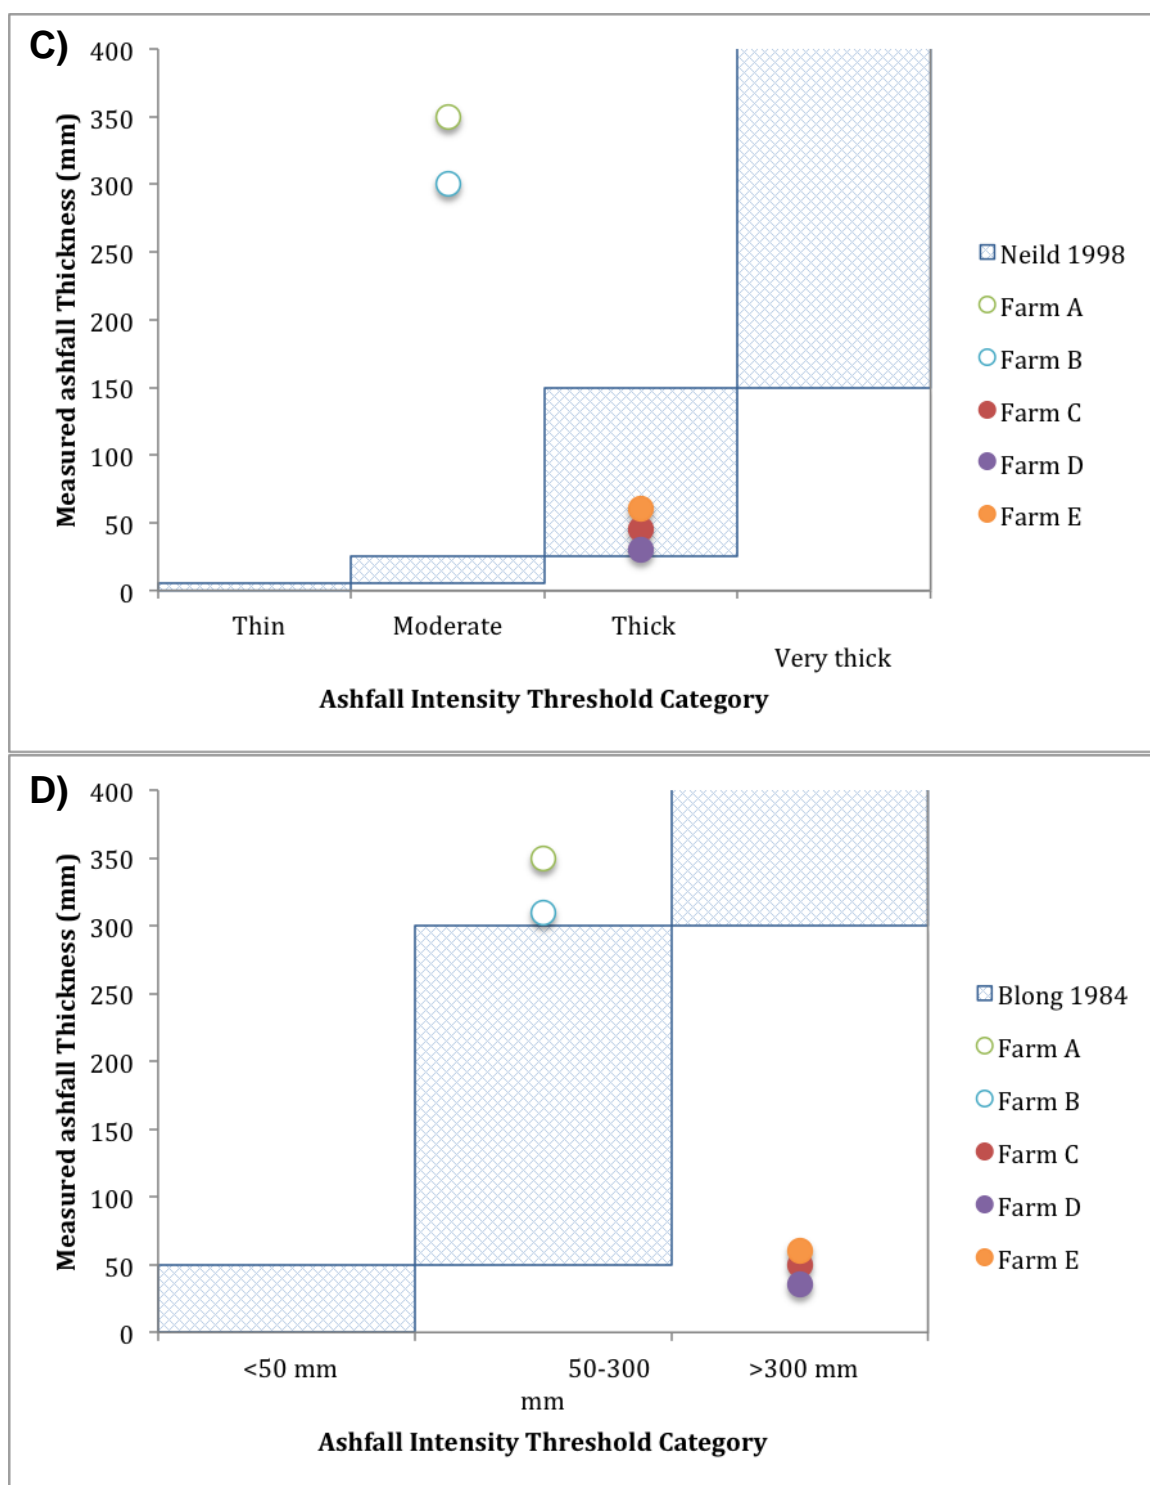 C)
400
350
300
250
200
150
100
50
0
Measured ashfall Thickness (mm)
Thin
Moderate
Thick
Very thick
Ashfall Intensity Threshold Category
Neild 1998
Farm A
Farm B
Farm C
Farm D
Farm E
D)
400
350
300
250
200
150
100
50
0
Measured ashfall Thickness (mm)
<50 mm
50-300
mm
>300 mm
Ashfall Intensity Threshold Category
Blong 1984
Farm A
Farm B
Farm C
Farm D
Farm E